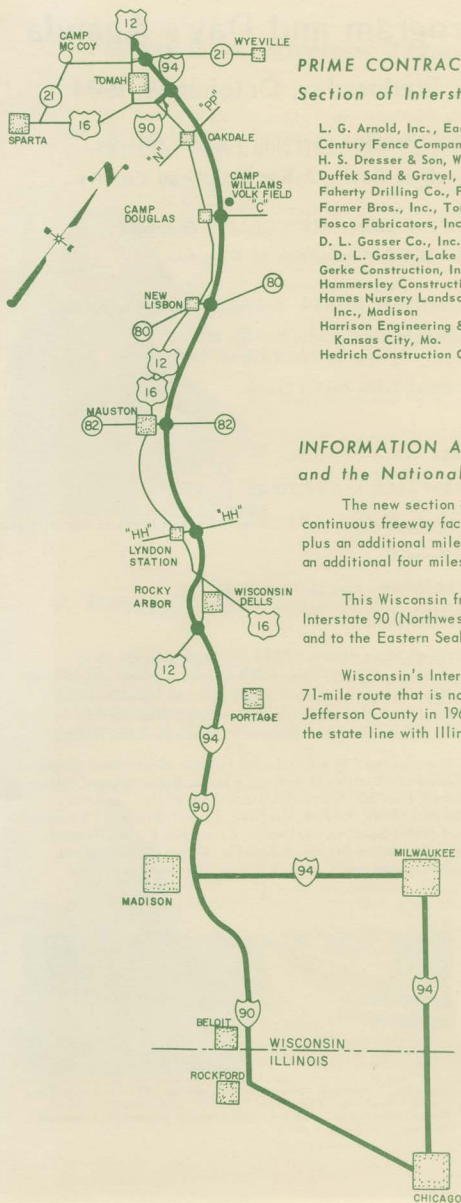 12
CAMP
MC COY
21
WYEVILLE
94
TOMAH
21
16
90
"N"
"PP"
OAKDALE
SPARTA
N
CAMP
WILLIAMS
VOLK FIELD
"C"
CAMP
DOUGLAS
80
NEW
LISBON
80
12
16
MAUSTON
82
82
"HH"
"HH"
LYNDON
STATION
ROCKY
ARBOR
WISCONSIN
DELLS
16
12
PORTAGE
94
90
MADISON
94
MILWAUKEE
94
90
BELOIT
WISCONSIN
ILLINOIS
ROCKFORD
CHICAGO
PRIME CONTRAC
Section of Interst
L. G. Arnold, Inc., Ea
Century Fence Compan
H. S. Dresser & Son, W
Duffek Sand & Gravel,
Faherty Drilling Co., P
Farmer Bros., Inc., To
Fosco Fabricators, Inc
D. L. Gasser Co., Inc.
D. L. Gasser, Lake
Gerke Construction, In
Hammersley Constructi
Hames Nursery Landsc
Inc., Madison
Harrison Engineering &
Kansas City, Mo.
Hedrich Construction C
INFORMATION A
and the National
The new section
continuous freeway fac
plus an additional mile
an additional four miles
This Wisconsin fr
Interstate 90 (Northwes
and to the Eastern Seal
Wisconsin's Inter
71-mile route that is no
Jefferson County in 196
the state line with Illin